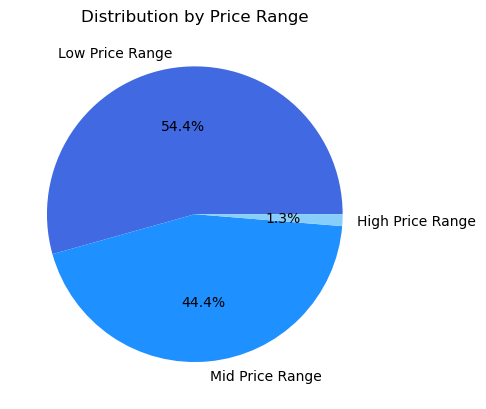 Distribution by Price Range
Low Price Range
54.4%
1.3%
High Price Range
44.4%
Mid Price Range